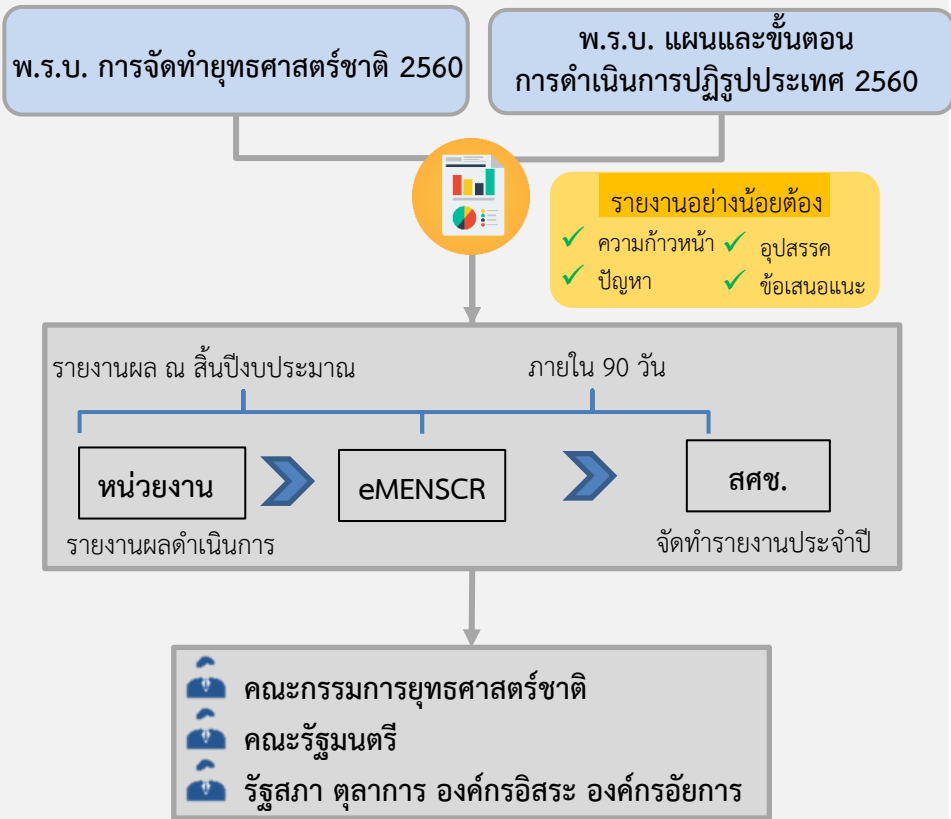 พ.ร.บ. การจัดทำยุทธศาสตร์ชาติ 2560
พ.ร.บ. แผนและขั้นตอน
การดำเนินการปฏิรูปประเทศ 2560
รายงานอย่างน้อยต้อง
ความก้าวหน้า
อุปสรรค
ปัญหา
ข้อเสนอแนะ
รายงานผล ณ สิ้นปีงบประมาณ
ภายใน 90 วัน
หน่วยงาน
eMENSCR
สศช.
รายงานผลดำเนินการ
จัดทำรายงานประจำปี
คณะกรรมการยุทธศาสตร์ชาติ
คณะรัฐมนตรี
รัฐสภา ตุลาการ องค์กรอิสระ องค์กรอัยการ